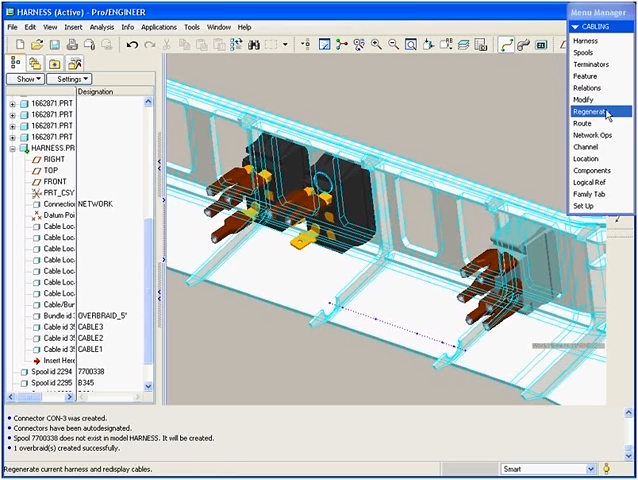 HARNESS (Active) - Pro/ENGINEER
Menu Manager
File Edit View Insert Analysis Info Applications Utilities Window
CABLING
Harness
Spools
Terminators
Feature
Relations
Modify
Regenerate
Route
Network Ops
Channel
Location
Components
Logical Ref
Family Tab
Set Up
Show Settings
Designation
1662871.PRT
1662871.PRT
1662871.PRT
1662871.PRT
HARNESS.PR
RIGHT
TOP
FRONT
PRT_CSY
Connection NETWORK
Datum Poi
Cable Loc
Cable Loc
Cable Loc
Cable Loc
Cable Loc
Cable Loc
Cable/Bun
Bundle id OVERBRAID_5"
Cable id 3 CABLE3
Cable id 3 CABLE2
Cable id 3 CABLE1
Insert Here
Spool id 2294 7700338
Spool id 2295 B345
• Connector CON-3 was created.
• Connectors have been autodesignated.
• Spool 7700338 does not exist in model HARNESS. It will be created.
• 1 overbraid(s) created successfully.
Regenerate current harness and redisplay cables.
Smart